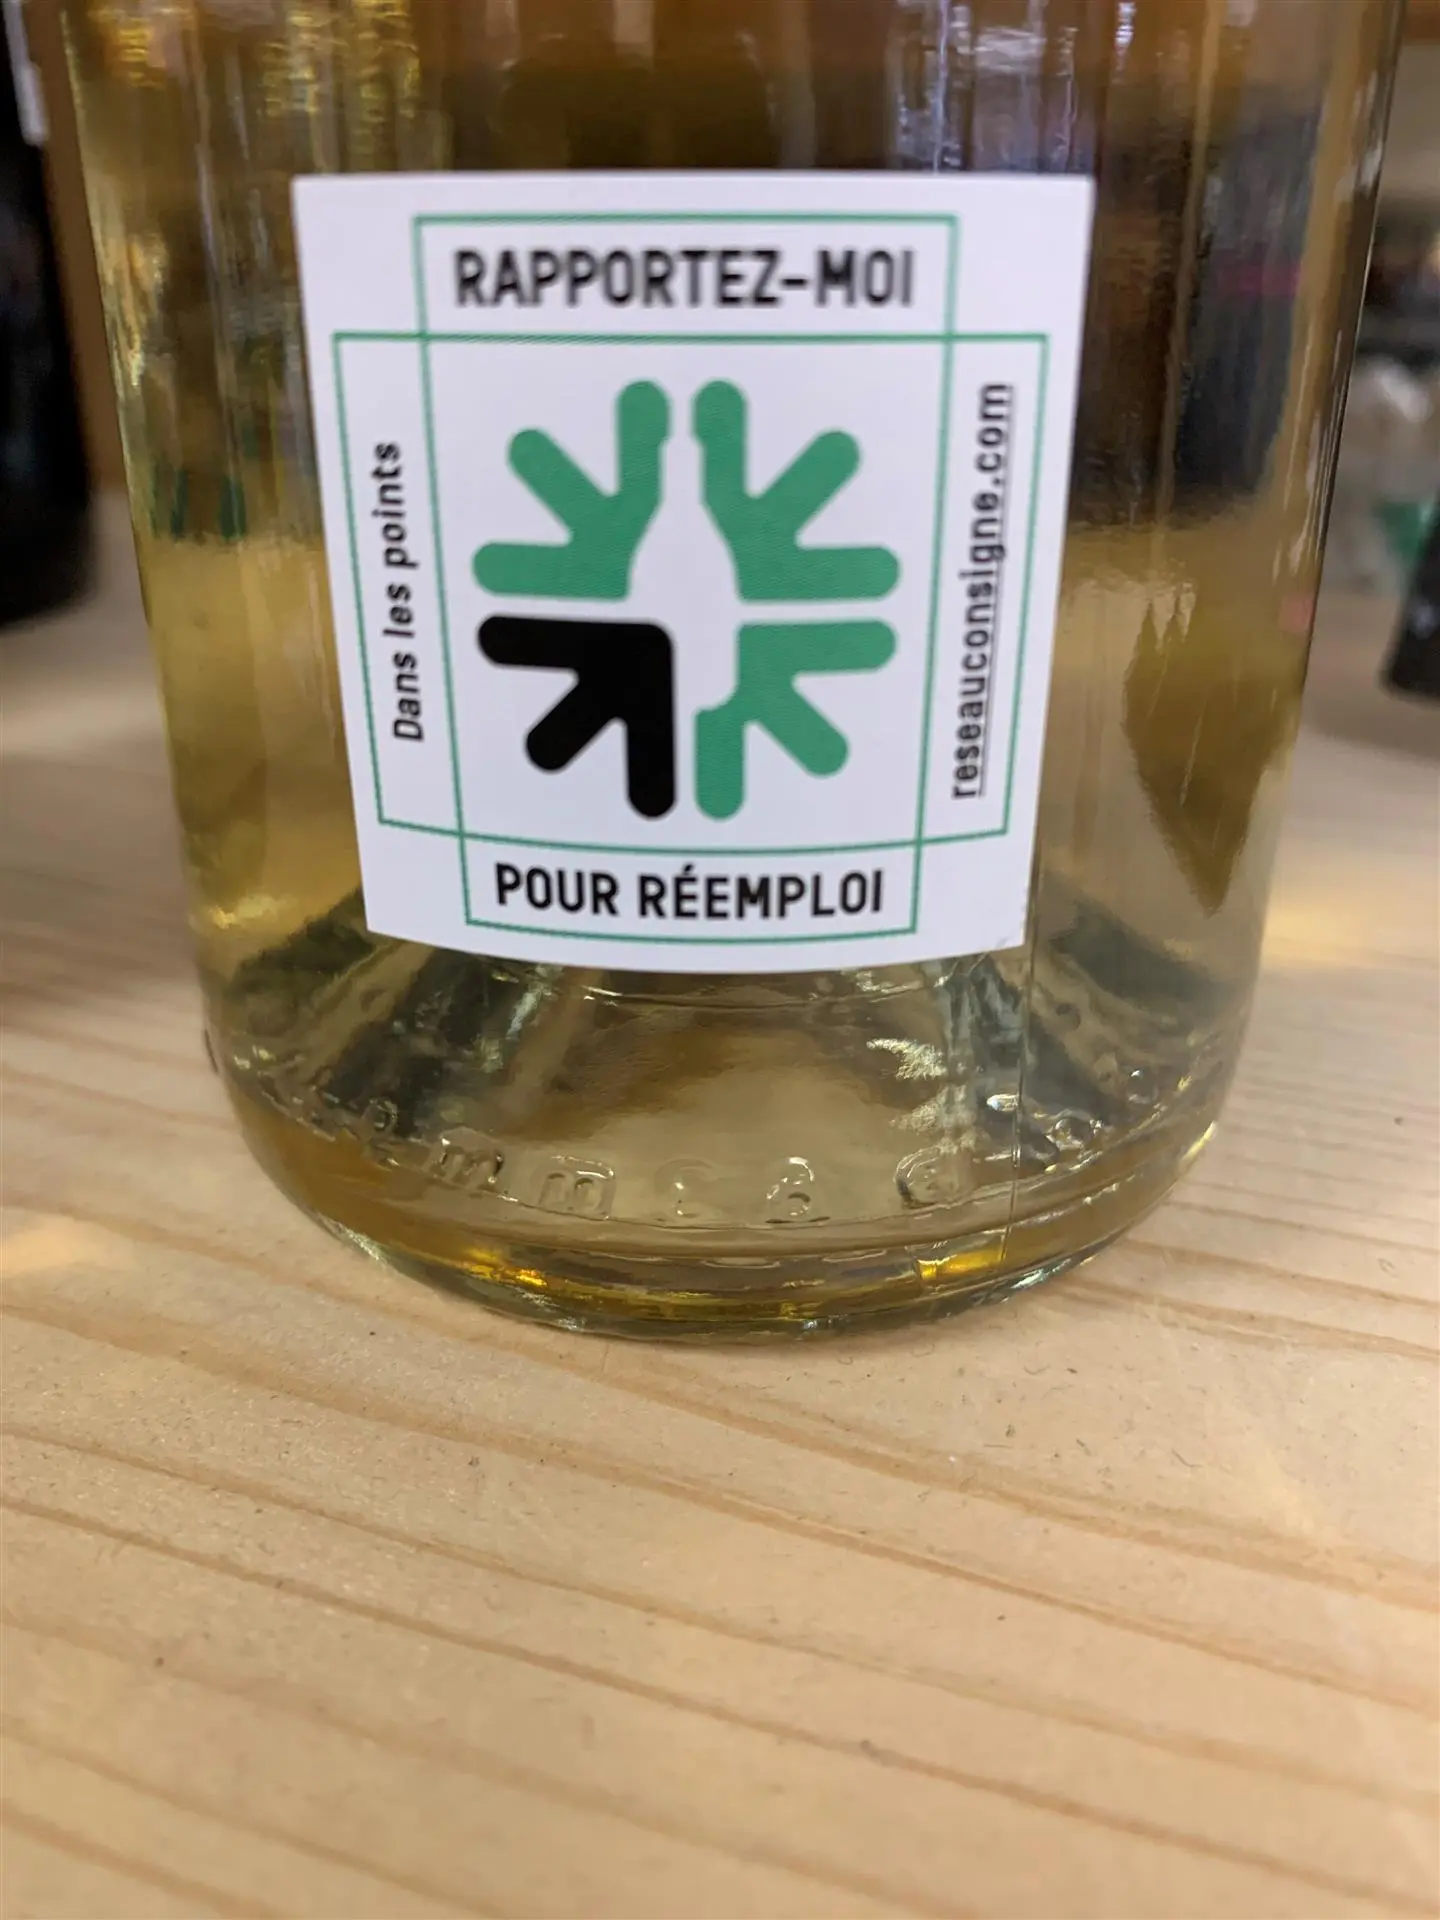 RAPPORTEZ-MOI
Dans les points
reseauconsigne.com
POUR RÉEMPLOI